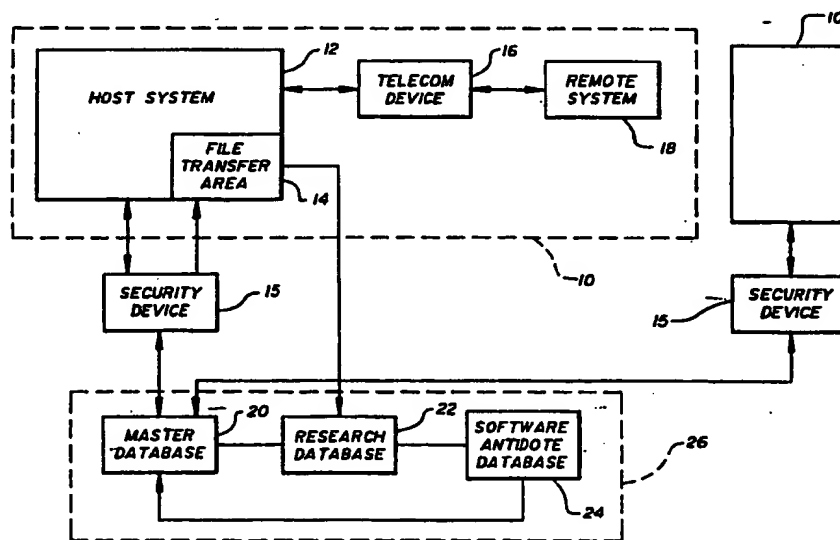 HOST SYSTEM
12
FILE
TRANSFER
AREA
14
TELECOM
DEVICE
16
REMOTE
SYSTEM
18
10
10
SECURITY
DEVICE
15
SECURITY
DEVICE
15
MASTER
DATABASE
20
RESEARCH
DATABASE
22
SOFTWARE
ANTIDOTE
DATABASE
24
26